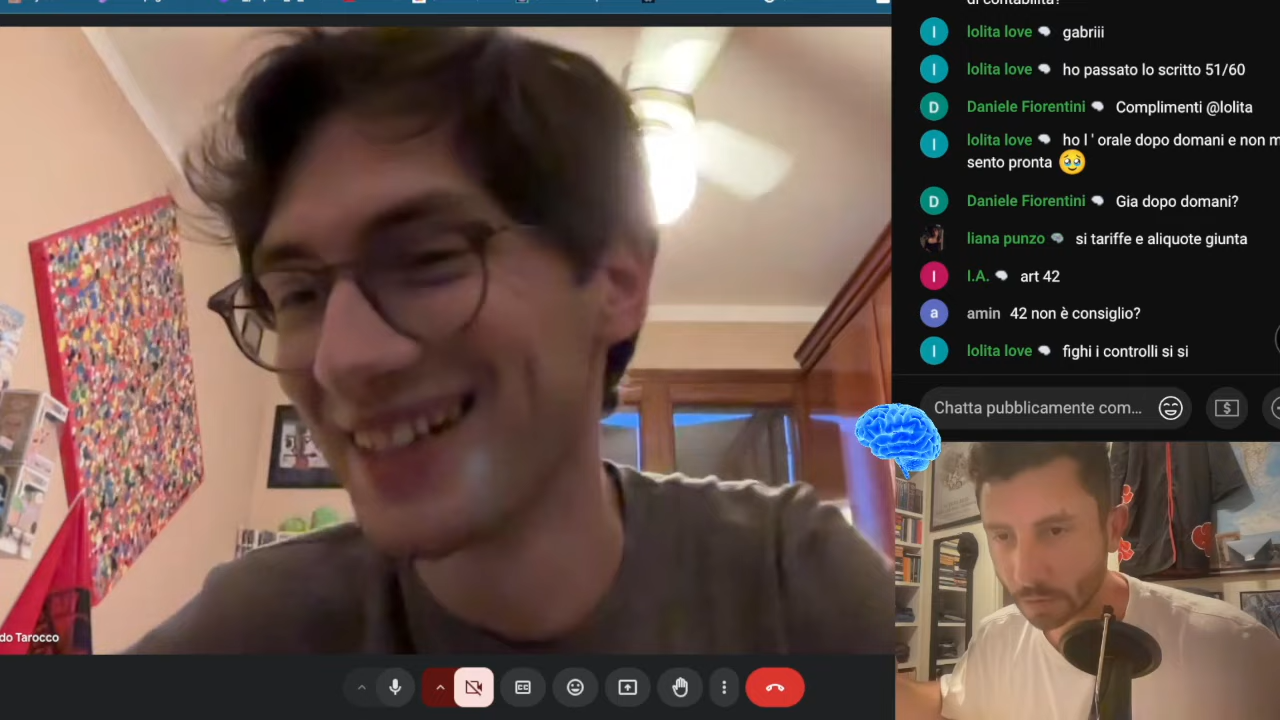 di contabilità?
lolita love gabriii
lolita love ho passato lo scritto 51/60
Daniele Fiorentini Complimenti @lolita
lolita love ho l ' orale dopo domani e non m
sento pronta
Daniele Fiorentini Gia dopo domani?
liana punzo si tariffe e aliquote giunta
I.A. art 42
amin 42 non è consiglio?
lolita love fighi i controlli si si
Chatta pubblicamente com...
do Tarocco